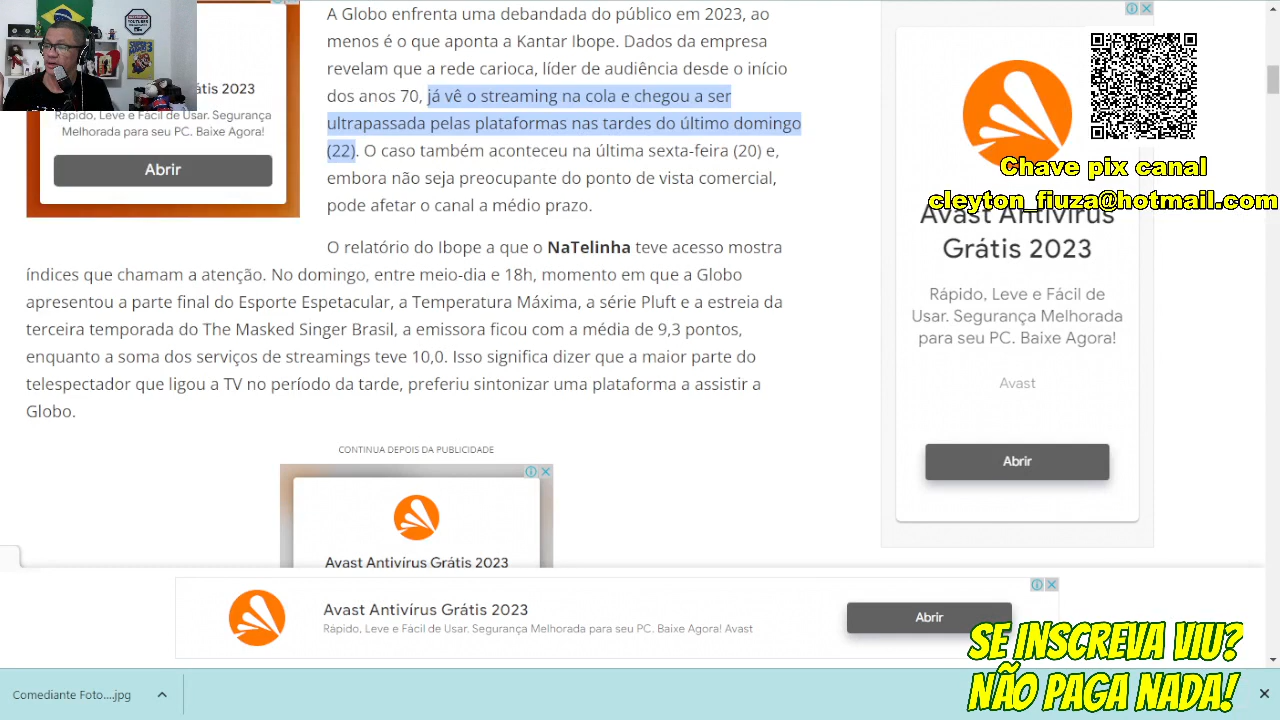 A Globo enfrenta uma debandada do público em 2023, ao
menos é o que aponta a Kantar Ibope. Dados da empresa
revelam que a rede carioca, líder de audiência desde o início
dos anos 70, já vê o streaming na cola e chegou a ser
ultrapassada pelas plataformas nas tardes do último domingo
(22). O caso também aconteceu na última sexta-feira (20) e,
embora não seja preocupante do ponto de vista comercial,
pode afetar o canal a médio prazo.
O relatório do Ibope a que o NaTelinha teve acesso mostra
índices que chamam a atenção. No domingo, entre meio-dia e 18h, momento em que a Globo
apresentou a parte final do Esporte Espetacular, a Temperatura Máxima, a série Pluft e a estreia da
terceira temporada do The Masked Singer Brasil, a emissora ficou com a média de 9,3 pontos,
enquanto a soma dos serviços de streamings teve 10,0. Isso significa dizer que a maior parte do
telespectador que ligou a TV no período da tarde, preferiu sintonizar uma plataforma a assistir a
Globo.
átis 2023
Rápido, Leve e Fácil de Usar. Segurança
Melhorada para seu PC. Baixe Agora!
Abrir
CONTINUA DEPOIS DA PUBLICIDADE
Avast Antivírus Grátis 2023
Chave pix canal
cleyton_fiuza@hotmail.com
Avast Antivírus
Grátis 2023
Rápido, Leve e Fácil de
Usar. Segurança Melhorada
para seu PC. Baixe Agora!
Avast
Abrir
Avast Antivírus Grátis 2023
Rápido, Leve e Fácil de Usar. Segurança Melhorada para seu PC. Baixe Agora! Avast
Abrir
SE INSCREVA VIU?
NÃO PAGA NADA!
Comediante Foto....jpg